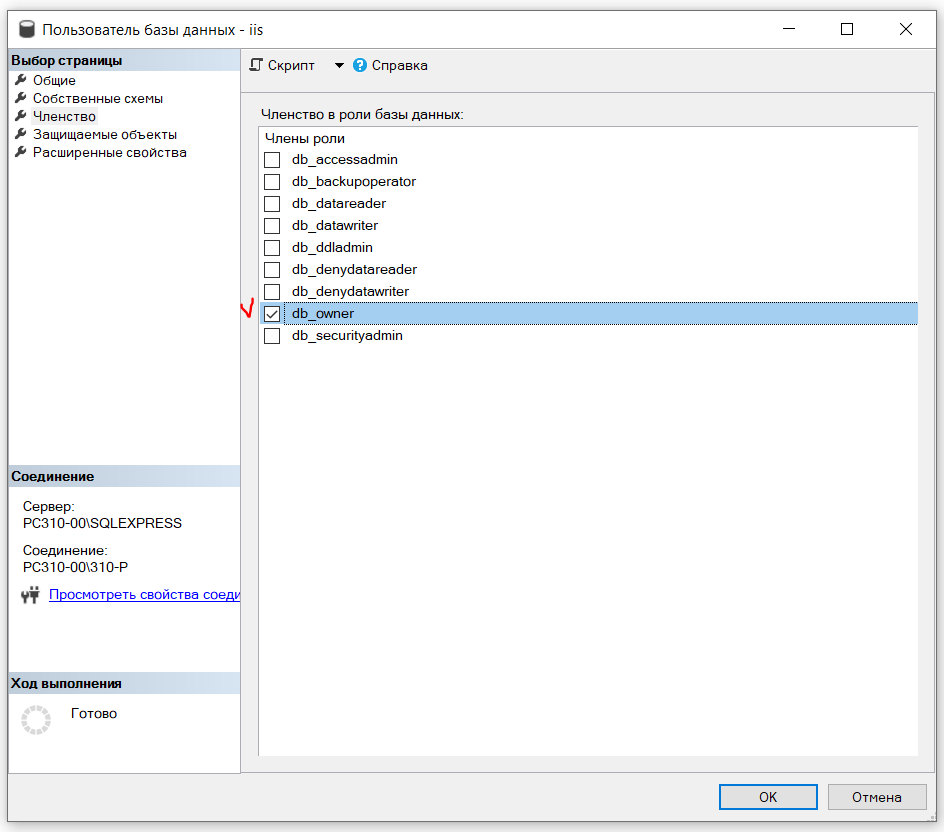 Пользователь базы данных - iis
Выбор страницы
Общие
Собственные схемы
Членство
Защищаемые объекты
Расширенные свойства
Скрипт
Справка
Членство в роли базы данных:
Члены роли
db_accessadmin
db_backupoperator
db_datareader
db_datawriter
db_ddladmin
db_denydatareader
db_denydatawriter
db_owner
db_securityadmin
Соединение
Сервер:
PC310-00\SQLEXPRESS
Соединение:
PC310-00\310-P
Просмотреть свойства соеди
Ход выполнения
Готово
OK
Отмена